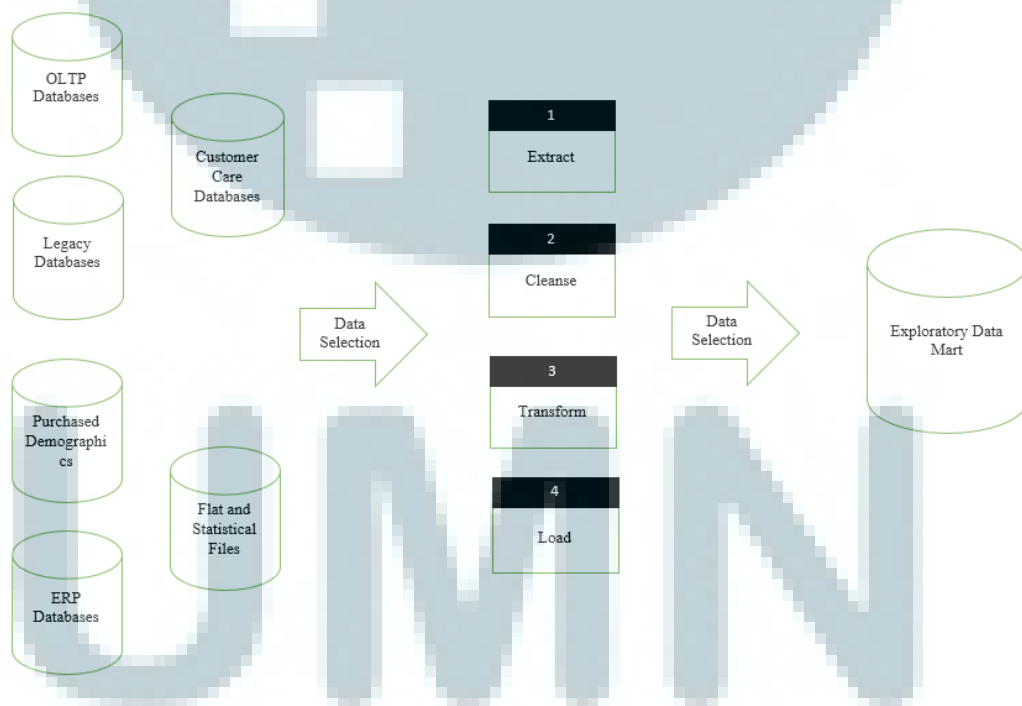 OLTP
Databases
Customer
Care
Databases
Legacy
Databases
Purchased
Demographi
cs
Flat and
Statistical
Files
ERP
Databases
Data
Selection
1
Extract
2
Cleanse
3
Transform
4
Load
Data
Selection
Exploratory Data
Mart
UMN